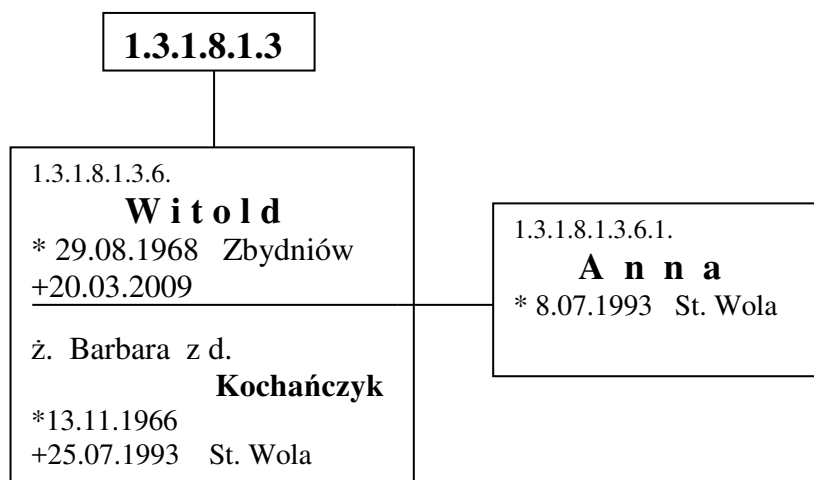 1.3.1.8.1.3
1.3.1.8.1.3.6.
W i t o l d
* 29.08.1968 Zbydniów
+20.03.2009
ż. Barbara z d.
Kochańczyk
*13.11.1966
+25.07.1993 St. Wola
1.3.1.8.1.3.6.1.
A n n a
* 8.07.1993 St. Wola